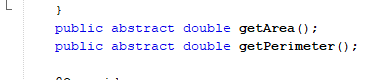 }
public abstract double getArea();
public abstract double getPerimeter();